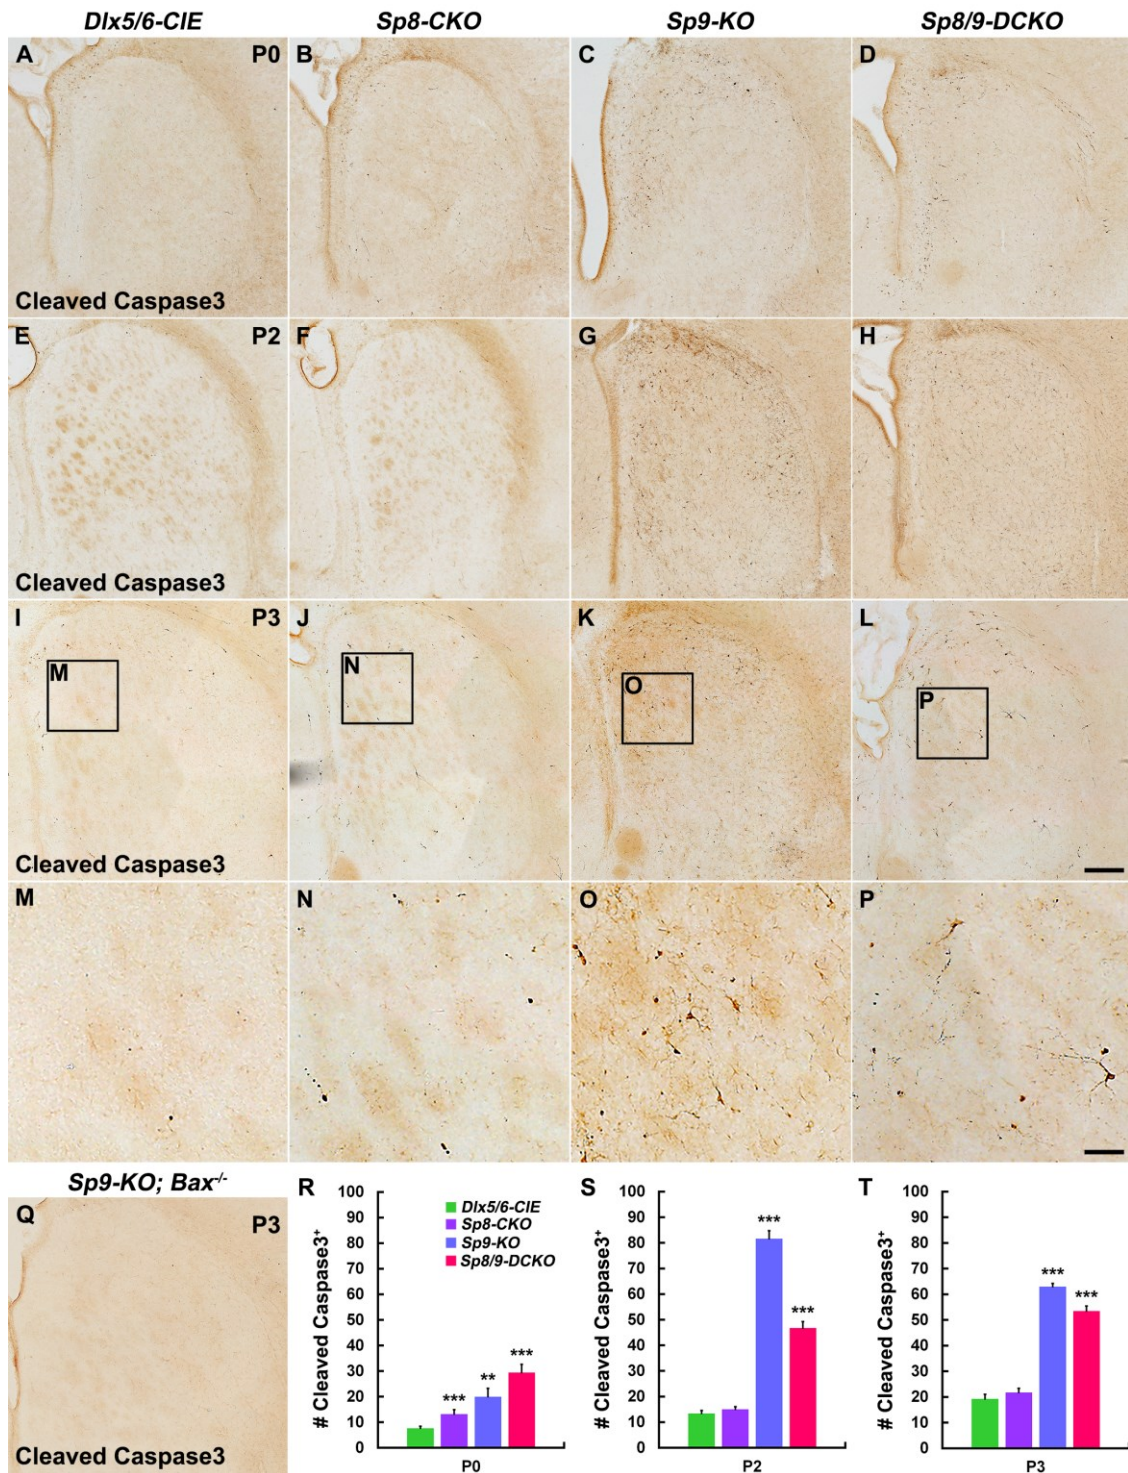 Dlx5/6-CIE Sp8-CKO Sp9-KO Sp8/9-DCKO
A P0 B C D
Cleaved Caspase3
E P2 F G H
Cleaved Caspase3
I P3 J K L
M N O P
Cleaved Caspase3
M N O P
Sp9-KO; Bax-/-
Q P3
Cleaved Caspase3
R
# Cleaved Caspase3+
100
90
80
70
60
50
40
30
20
10
0
Dlx5/6-CIE
Sp8-CKO
Sp9-KO
Sp8/9-DCKO
*** ** ***
P0
S
# Cleaved Caspase3+
100
90
80
70
60
50
40
30
20
10
0
*** ***
P2
T
# Cleaved Caspase3+
100
90
80
70
60
50
40
30
20
10
0
*** ***
P3